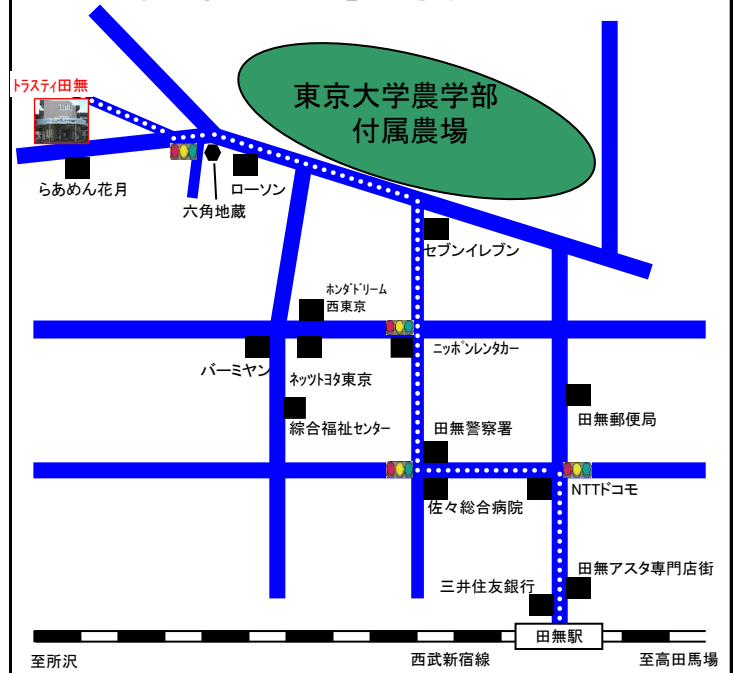 東京大学農学部
付属農場
トラスティ田無
らあめん花月
六角地蔵
ローソン
セブンイレブン
ホンダドリーム
西東京
バーミヤン
ネッツトヨタ東京
ニッポンレンタカー
綜合福祉センター
田無警察署
田無郵便局
佐々総合病院
NTTドコモ
三井住友銀行
田無アスタ専門店街
田無駅
至所沢
西武新宿線
至高田馬場